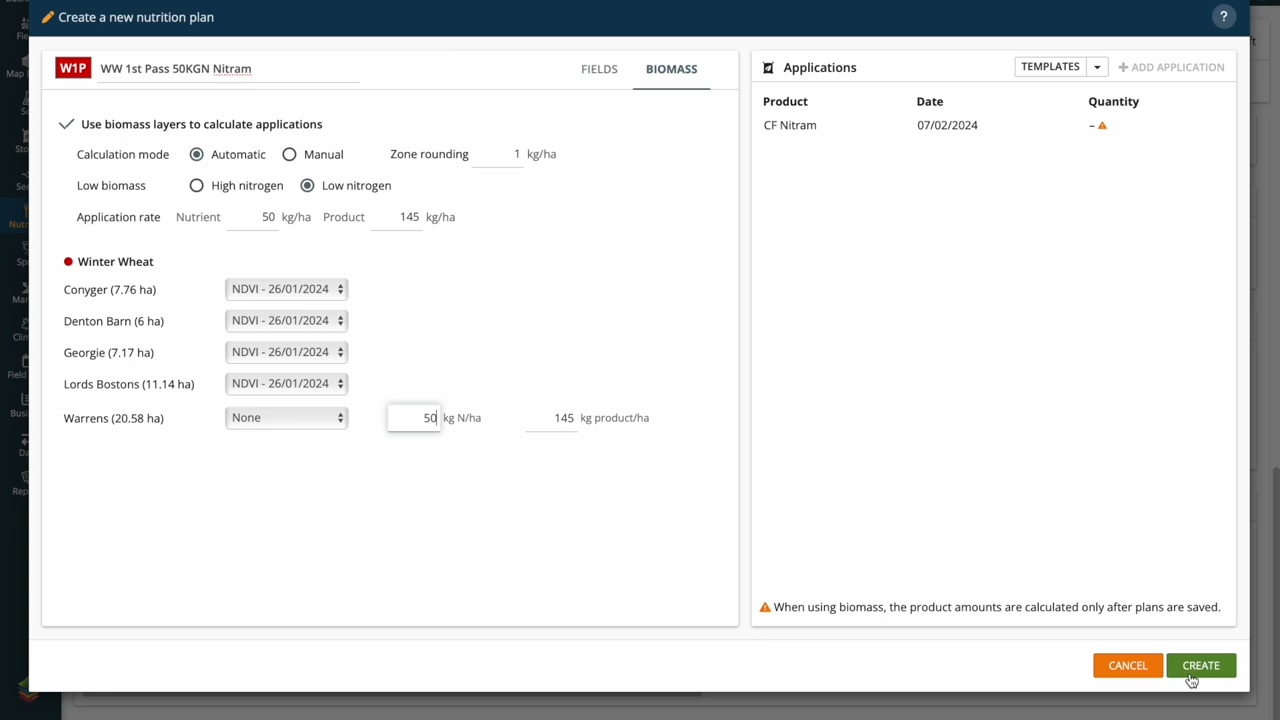 Create a new nutrition plan
?
W1P WW 1st Pass 50KGN Nitram
FIELDS BIOMASS
Use biomass layers to calculate applications
Calculation mode Automatic Manual Zone rounding 1 kg/ha
Low biomass High nitrogen Low nitrogen
Application rate Nutrient 50 kg/ha Product 145 kg/ha
Winter Wheat
Conyger (7.76 ha) NDVI - 26/01/2024
Denton Barn (6 ha) NDVI - 26/01/2024
Georgie (7.17 ha) NDVI - 26/01/2024
Lords Bostons (11.14 ha) NDVI - 26/01/2024
Warrens (20.58 ha) None 50 kg N/ha 145 kg product/ha
Applications TEMPLATES + ADD APPLICATION
Product Date Quantity
CF Nitram 07/02/2024 –
When using biomass, the product amounts are calculated only after plans are saved.
CANCEL CREATE